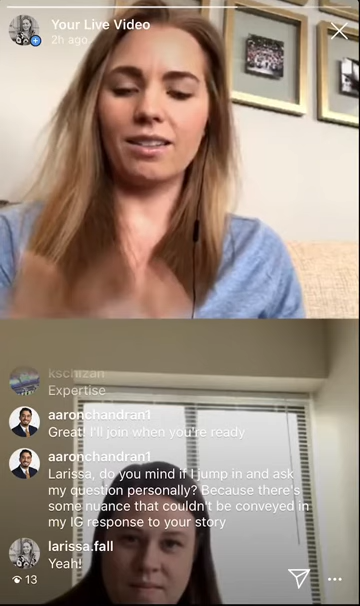 Your Live Video
2h ago
kschizan
Expertise
aaronchandran1
Great! I'll join when you're ready
aaronchandran1
Larissa, do you mind if I jump in and ask
my question personally? Because there's
some nuance that couldn't be conveyed in
my IG response to your story
larissa.fall
Yeah!
13